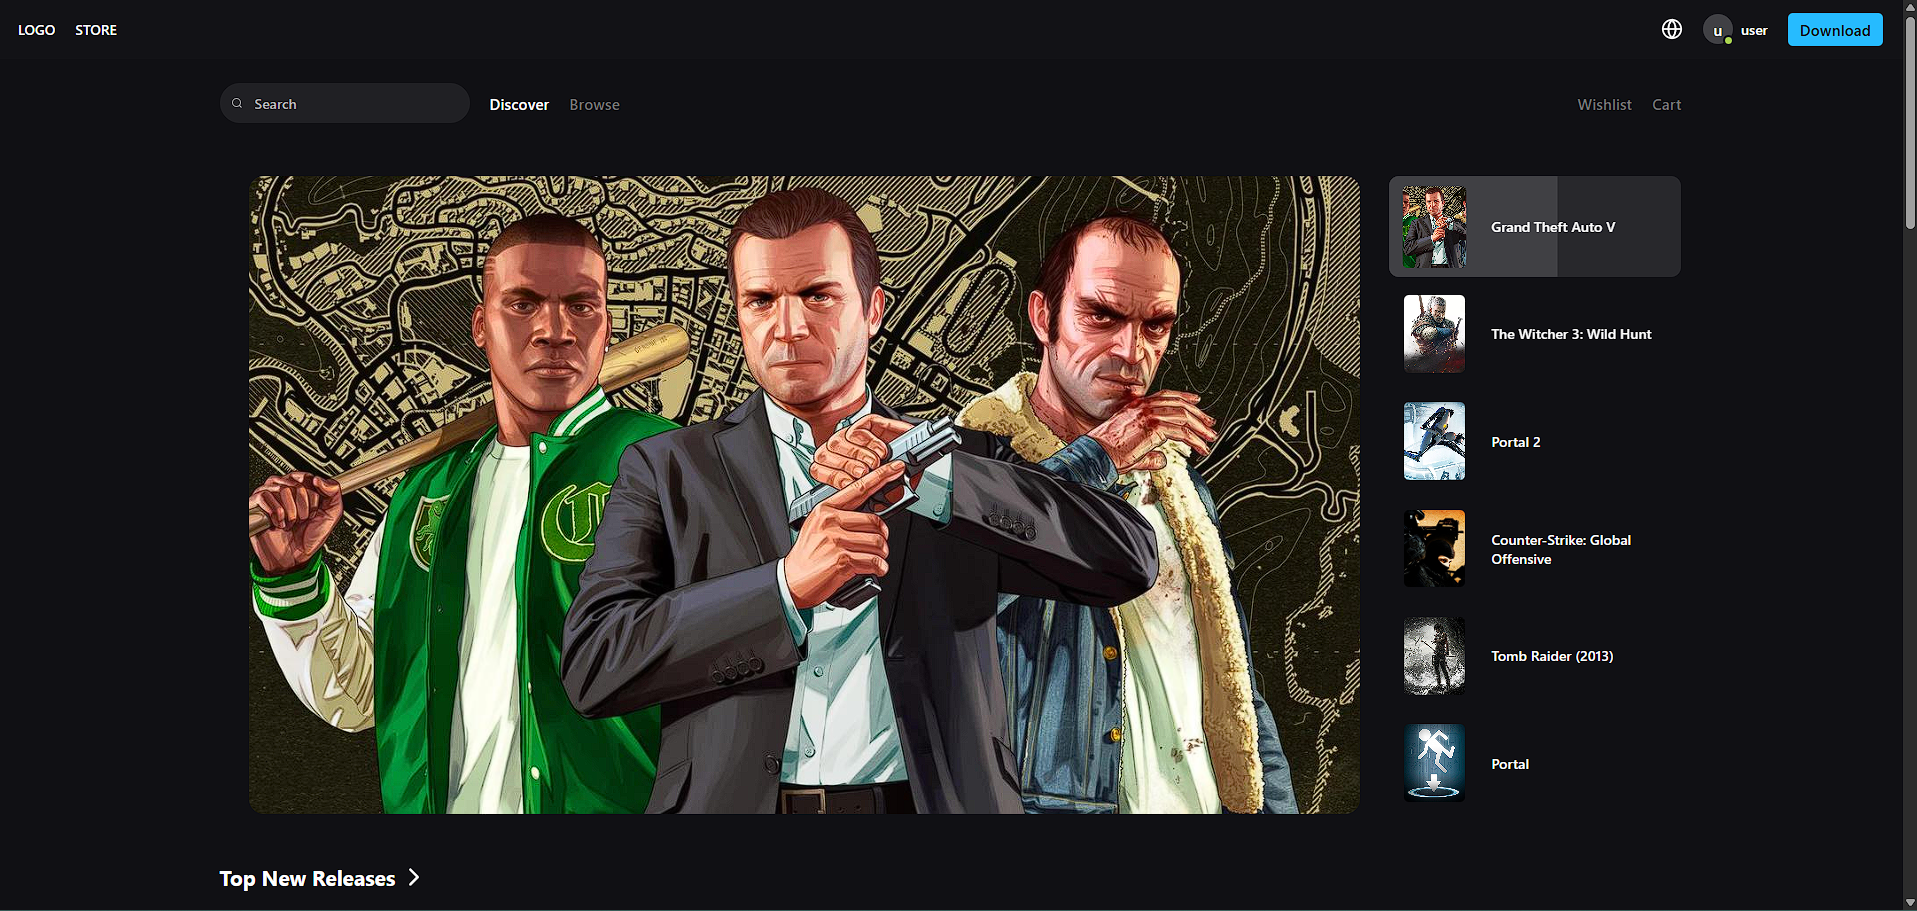 LOGO STORE
u user Download
Search Discover Browse
Wishlist Cart
Grand Theft Auto V
The Witcher 3: Wild Hunt
Portal 2
Counter-Strike: Global
Offensive
Tomb Raider (2013)
Portal
Top New Releases